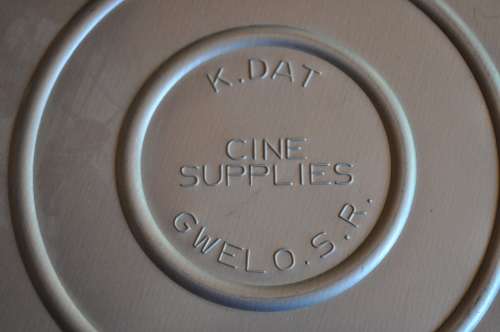 K.DAT
CINE
SUPPLIES
GWELO.S.R.